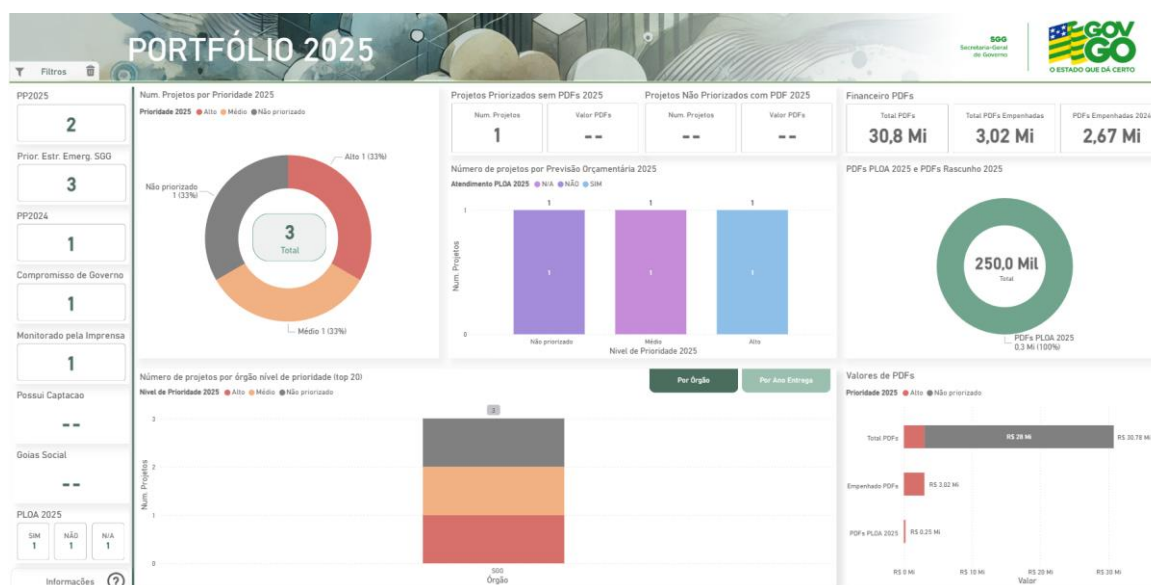 PORTFÓLIO 2025
SGG
Secretaria-Geral
de Governo
GOV
GO
O ESTADO QUE DÁ CERTO
Filtros
PP2025
2
Prior. Estr. Emerg. SGG
3
PP2024
1
Compromisso de Governo
1
Monitorado pela Imprensa
1
Possui Captacao
--
Goias Social
--
PLOA 2025
SIM
1
NÃO
1
N/A
1
Informações ?
Num. Projetos por Prioridade 2025
Prioridade 2025 Alto Médio Não priorizado
Alto 1 (33%)
Não priorizado
1 (33%)
3
Total
Médio 1 (33%)
Projetos Priorizados sem PDFs 2025
Num. Projetos
1
Valor PDFs
--
Projetos Não Priorizados com PDF 2025
Num. Projetos
--
Valor PDFs
--
Financeiro PDFs
Total PDFs
30,8 Mi
Total PDFs Empenhadas
3,02 Mi
PDFs Empenhadas 2024
2,67 Mi
Número de projetos por Previsão Orçamentária 2025
Atendimento PLOA 2025 N/A NÃO SIM
Num. Projetos
1
0
1 1 1
1 1 1
Não priorizado Médio Alto
Nível de Prioridade 2025
PDFs PLOA 2025 e PDFs Rascunho 2025
250,0 Mil
Total
PDFs PLOA 2025
0,3 Mi (100%)
Número de projetos por órgão nível de prioridade (top 20)
Por Órgão
Por Ano Entrega
Nível de Prioridade 2025 Alto Médio Não priorizado
Num. Projetos
3
2
1
0
3
SGG
Órgão
Valores de PDFs
Prioridade 2025 Alto Não priorizado
Total PDFs R$ 28 Mi R$ 30,78 Mi
Empenhado PDFs R$ 3,02 Mi
PDFs PLOA 2025 R$ 0,25 Mi
R$ 0 Mi R$ 10 Mi R$ 20 Mi R$ 30 Mi
Valor